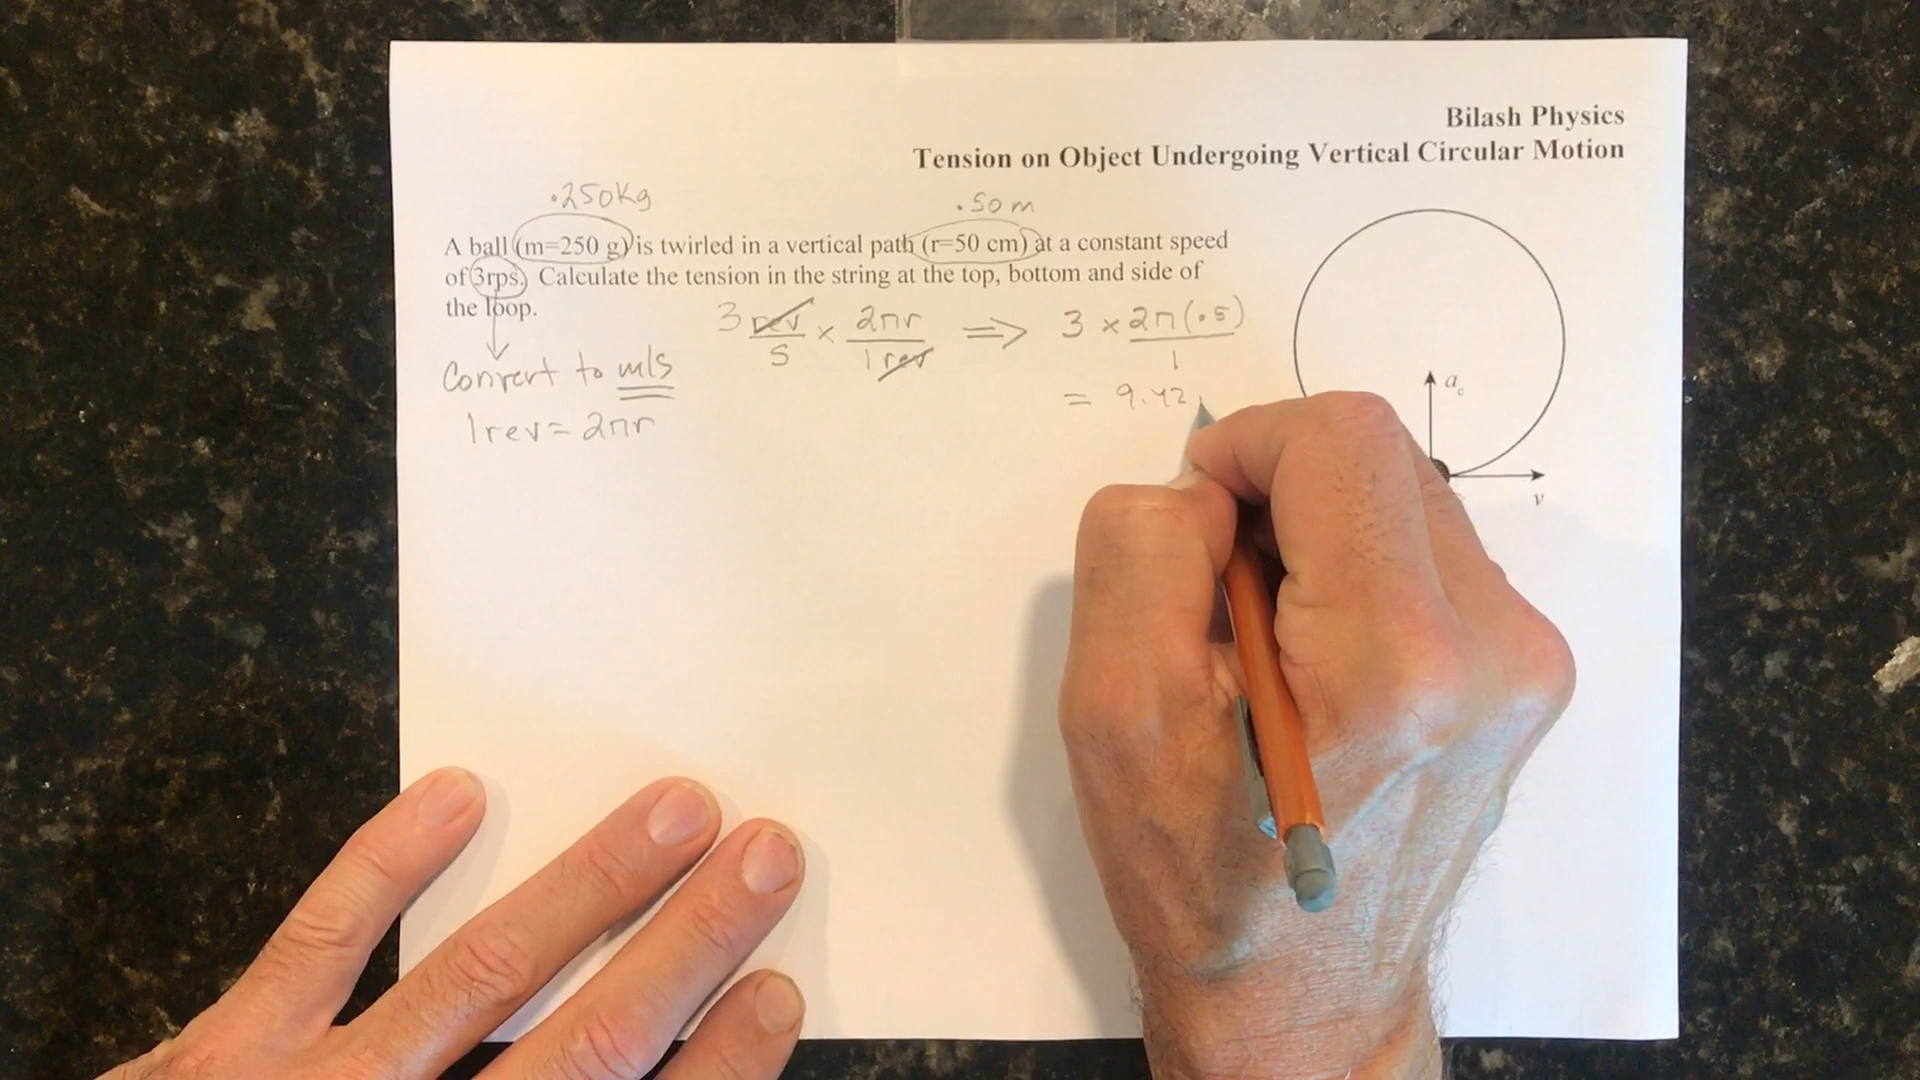 Bilash Physics
Tension on Object Undergoing Vertical Circular Motion
.250Kg
.50 m
A ball (m=250 g) is twirled in a vertical path (r=50 cm) at a constant speed
of 3rps. Calculate the tension in the string at the top, bottom and side of
the loop.
3 rev/s × 2πr/1 rev => 3 × 2π(.5)/1
= 9.42
Convert to m/s
1 rev = 2πr
a_c
v